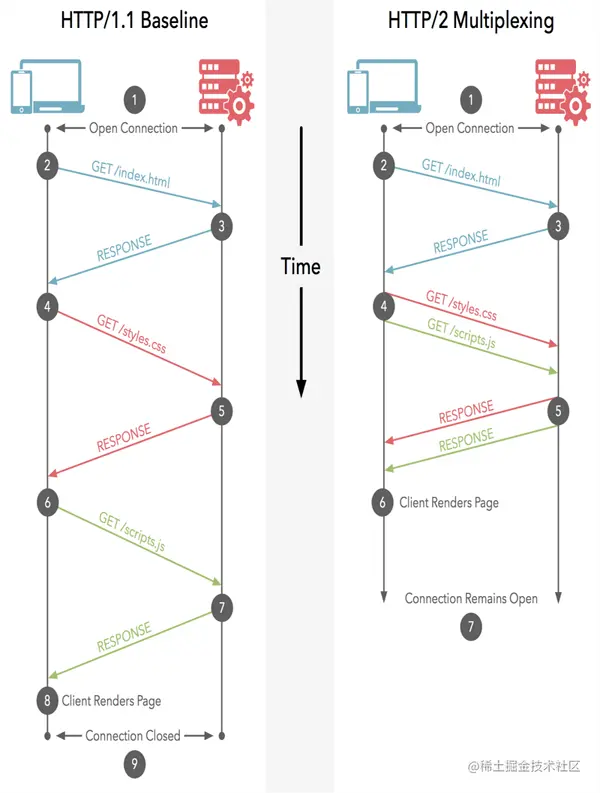 HTTP/1.1 Baseline
1
Open Connection
2
GET /index.html
3
RESPONSE
4
GET /styles.css
5
RESPONSE
6
GET /scripts.js
7
RESPONSE
8
Client Renders Page
Connection Closed
9
Time
HTTP/2 Multiplexing
1
Open Connection
2
GET /index.html
3
RESPONSE
4
GET /styles.css
GET /scripts.js
5
RESPONSE
RESPONSE
6
Client Renders Page
Connection Remains Open
7
@稀土掘金技术社区